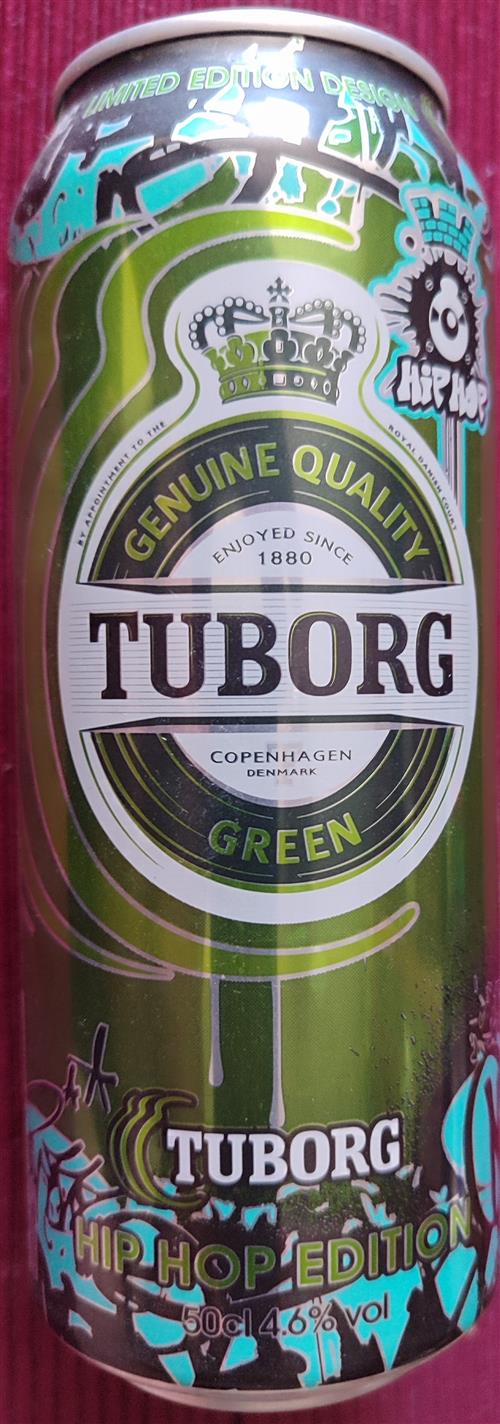 LIMITED EDITION DESIGN
HIP HOP
BY APPOINTMENT TO THE
ROYAL DANISH COURT
GENUINE QUALITY
ENJOYED SINCE
1880
TUBORG
COPENHAGEN
DENMARK
GREEN
TUBORG
HIP HOP EDITION
50cl 4.6% vol